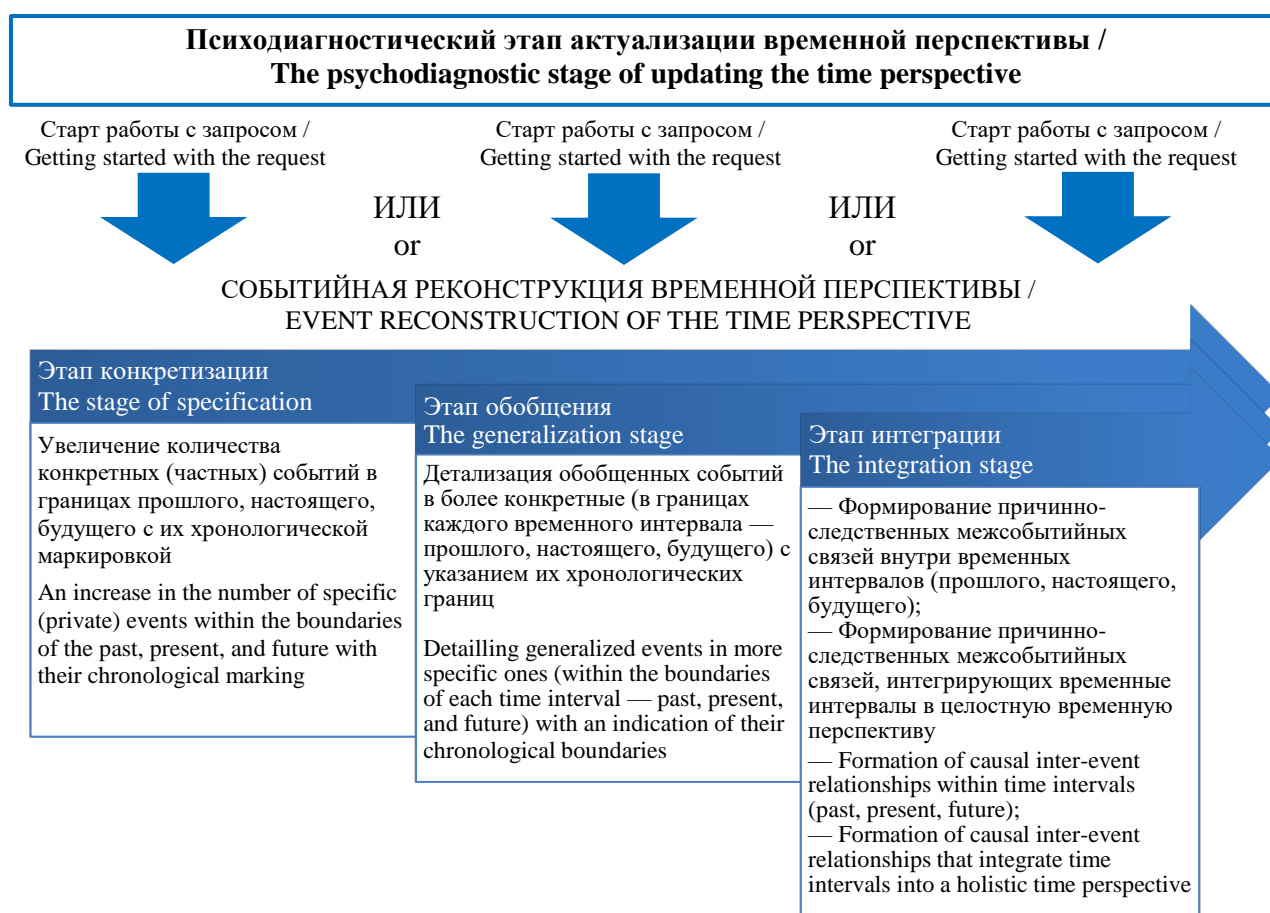 Психодиагностический этап актуализации временной перспективы /
The psychodiagnostic stage of updating the time perspective
Старт работы с запросом /
Getting started with the request
Старт работы с запросом /
Getting started with the request
Старт работы с запросом /
Getting started with the request
ИЛИ
or
ИЛИ
or
СОБЫТИЙНАЯ РЕКОНСТРУКЦИЯ ВРЕМЕННОЙ ПЕРСПЕКТИВЫ /
EVENT RECONSTRUCTION OF THE TIME PERSPECTIVE
Этап конкретизации
The stage of specification
Увеличение количества
конкретных (частных) событий в
границах прошлого, настоящего,
будущего с их хронологической
маркировкой
An increase in the number of specific
(private) events within the boundaries
of the past, present, and future with
their chronological marking
Этап обобщения
The generalization stage
Детализация обобщенных событий
в более конкретные (в границах
каждого временного интервала —
прошлого, настоящего, будущего) с
указанием их хронологических
границ
Detailling generalized events in more
specific ones (within the boundaries
of each time interval — past, present,
and future) with an indication of their
chronological boundaries
Этап интеграции
The integration stage
— Формирование причинно-
следственных межсобытийных
связей внутри временных
интервалов (прошлого, настоящего,
будущего);
— Формирование причинно-
следственных межсобытийных
связей, интегрирующих временные
интервалы в целостную временную
перспективу
— Formation of causal inter-event
relationships within time intervals
(past, present, future);
— Formation of causal inter-event
relationships that integrate time
intervals into a holistic time perspective